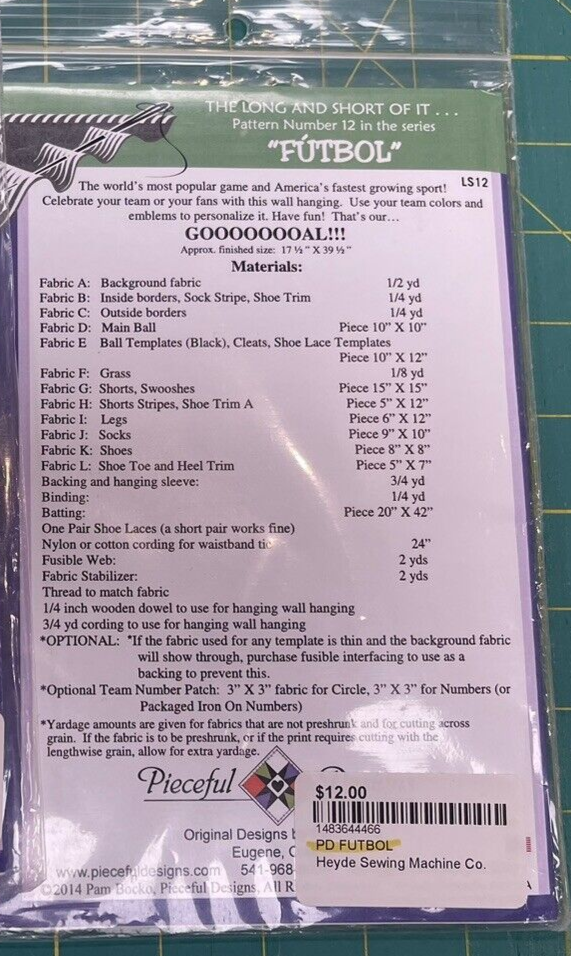 THE LONG AND SHORT OF IT . . .
Pattern Number 12 in the series
"FÚTBOL"
LS12
The world's most popular game and America's fastest growing sport!
Celebrate your team or your fans with this wall hanging. Use your team colors and
emblems to personalize it. Have fun! That's our…
GOOOOOOOAL!!!
Approx. finished size: 17 ½" X 39 ½"
Materials:
Fabric A: Background fabric 1/2 yd
Fabric B: Inside borders, Sock Stripe, Shoe Trim 1/4 yd
Fabric C: Outside borders 1/4 yd
Fabric D: Main Ball Piece 10" X 10"
Fabric E Ball Templates (Black), Cleats, Shoe Lace Templates
Piece 10" X 12"
Fabric F: Grass 1/8 yd
Fabric G: Shorts, Swooshes Piece 15" X 15"
Fabric H: Shorts Stripes, Shoe Trim A Piece 5" X 12"
Fabric I: Legs Piece 6" X 12"
Fabric J: Socks Piece 9" X 10"
Fabric K: Shoes Piece 8" X 8"
Fabric L: Shoe Toe and Heel Trim Piece 5" X 7"
Backing and hanging sleeve: 3/4 yd
Binding: 1/4 yd
Batting: Piece 20" X 42"
One Pair Shoe Laces (a short pair works fine)
Nylon or cotton cording for waistband tie 24"
Fusible Web: 2 yds
Fabric Stabilizer: 2 yds
Thread to match fabric
1/4 inch wooden dowel to use for hanging wall hanging
3/4 yd cording to use for hanging wall hanging
*OPTIONAL: *If the fabric used for any template is thin and the background fabric
will show through, purchase fusible interfacing to use as a
backing to prevent this.
*Optional Team Number Patch: 3" X 3" fabric for Circle, 3" X 3" for Numbers (or
Packaged Iron On Numbers)
*Yardage amounts are given for fabrics that are not preshrunk and for cutting across
grain. If the fabric is to be preshrunk, or if the print requires cutting with the
lengthwise grain, allow for extra yardage.
Pieceful
Original Designs
Eugene,
www.piecefuldesigns.com 541-968
©2014 Pam Bocko, Pieceful Designs, All R
$12.00
1483644466
PD FUTBOL
Heyde Sewing Machine Co.